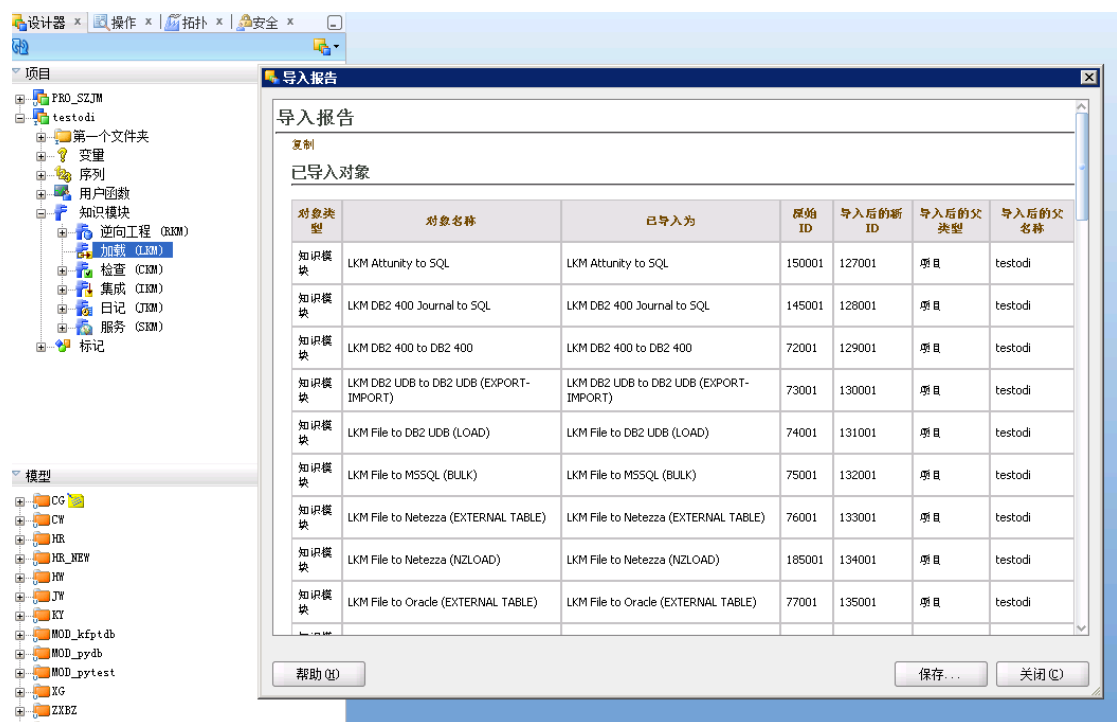 设计器 × 操作 × 拓扑 × 安全 ×
项目
PRO_SZJM
testodi
第一个文件夹
变量
序列
用户函数
知识模块
逆向工程 (RKM)
加载 (LKM)
检查 (CKM)
集成 (IKM)
日记 (JKM)
服务 (SKM)
标记
模型
CG
CW
HR
HR_NEW
HW
JW
KY
MOD_kfptdb
MOD_pydb
MOD_pytest
XG
ZXBZ
导入报告
导入报告
复制
已导入对象
对象类型 对象名称 已导入为 原始 ID 导入后的新 ID 导入后的父类型 导入后的父名称
知识模块 LKM Attunity to SQL LKM Attunity to SQL 150001 127001 项目 testodi
知识模块 LKM DB2 400 Journal to SQL LKM DB2 400 Journal to SQL 145001 128001 项目 testodi
知识模块 LKM DB2 400 to DB2 400 LKM DB2 400 to DB2 400 72001 129001 项目 testodi
知识模块 LKM DB2 UDB to DB2 UDB (EXPORT-IMPORT) LKM DB2 UDB to DB2 UDB (EXPORT-IMPORT) 73001 130001 项目 testodi
知识模块 LKM File to DB2 UDB (LOAD) LKM File to DB2 UDB (LOAD) 74001 131001 项目 testodi
知识模块 LKM File to MSSQL (BULK) LKM File to MSSQL (BULK) 75001 132001 项目 testodi
知识模块 LKM File to Netezza (EXTERNAL TABLE) LKM File to Netezza (EXTERNAL TABLE) 76001 133001 项目 testodi
知识模块 LKM File to Netezza (NZLOAD) LKM File to Netezza (NZLOAD) 185001 134001 项目 testodi
知识模块 LKM File to Oracle (EXTERNAL TABLE) LKM File to Oracle (EXTERNAL TABLE) 77001 135001 项目 testodi
帮助(H) 保存... 关闭(C)